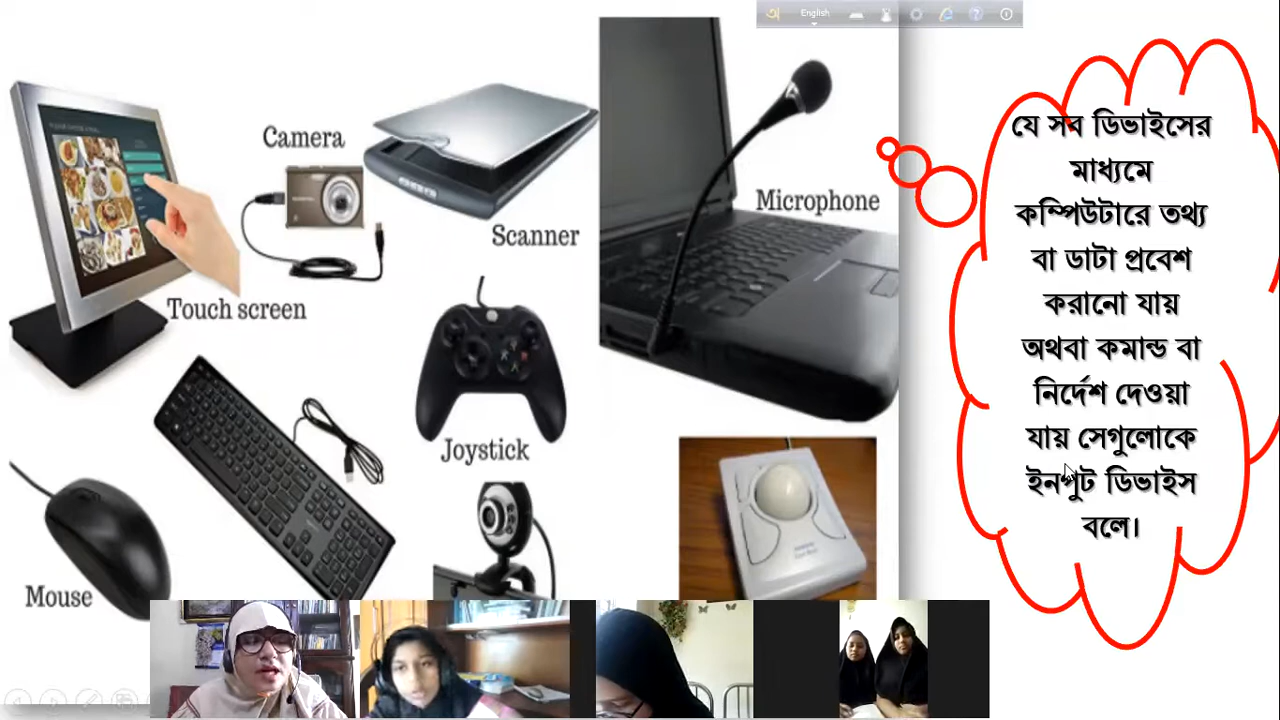 English
Camera
Scanner
Microphone
Touch screen
Joystick
Mouse
যে সব ডিভাইসের
মাধ্যমে
কম্পিউটারে তথ্য
বা ডাটা প্রবেশ
করানো যায়
অথবা কমান্ড বা
নির্দেশ দেওয়া
যায় সেগুলোকে
ইনপুট ডিভাইস
বলে।